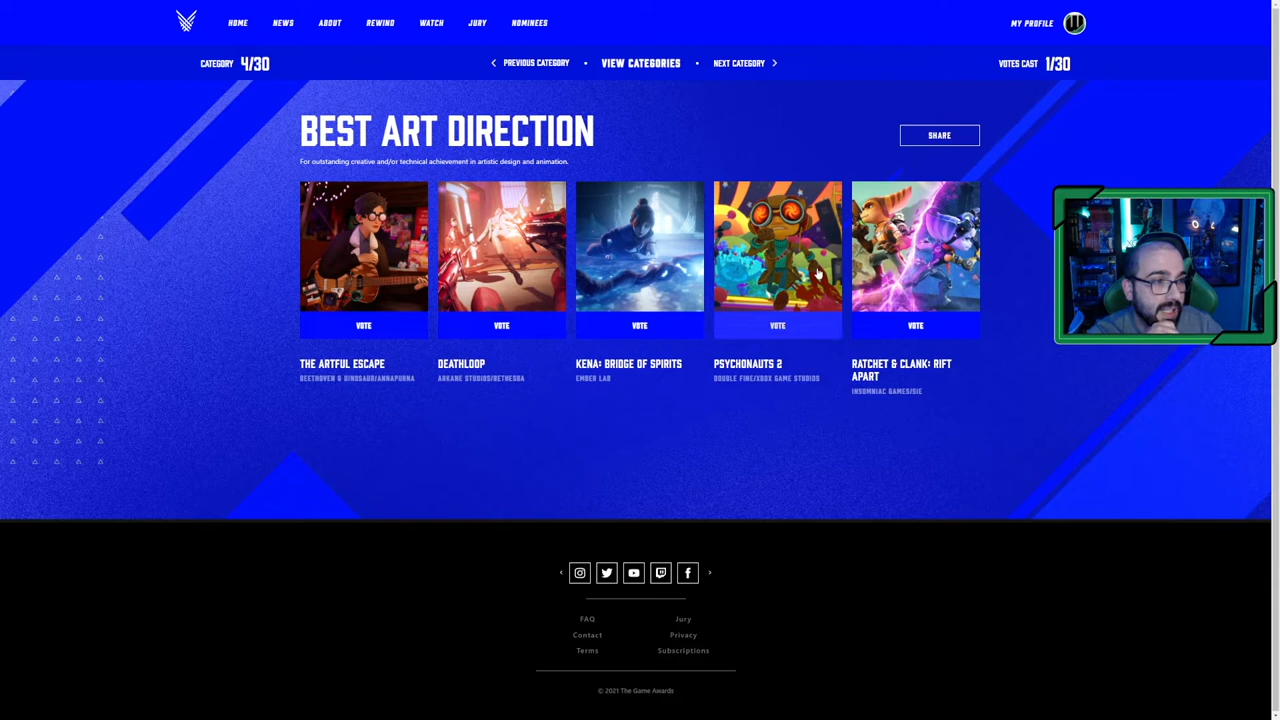 HOME NEWS ABOUT REWIND WATCH JURY NOMINEES MY PROFILE
CATEGORY 4/30 < PREVIOUS CATEGORY • VIEW CATEGORIES • NEXT CATEGORY > VOTES CAST 1/30
BEST ART DIRECTION
SHARE
For outstanding creative and/or technical achievement in artistic design and animation.
VOTE VOTE VOTE VOTE VOTE
THE ARTFUL ESCAPE
BEETHOVEN & DINOSAUR/ANNAPURNA
DEATHLOOP
ARKANE STUDIOS/BETHESDA
KENA: BRIDGE OF SPIRITS
EMBER LAB
PSYCHONAUTS 2
DOUBLE FINE/XBOX GAME STUDIOS
RATCHET & CLANK: RIFT
APART
INSOMNIAC GAMES/SIE
FAQ Jury
Contact Privacy
Terms Subscriptions
© 2021 The Game Awards